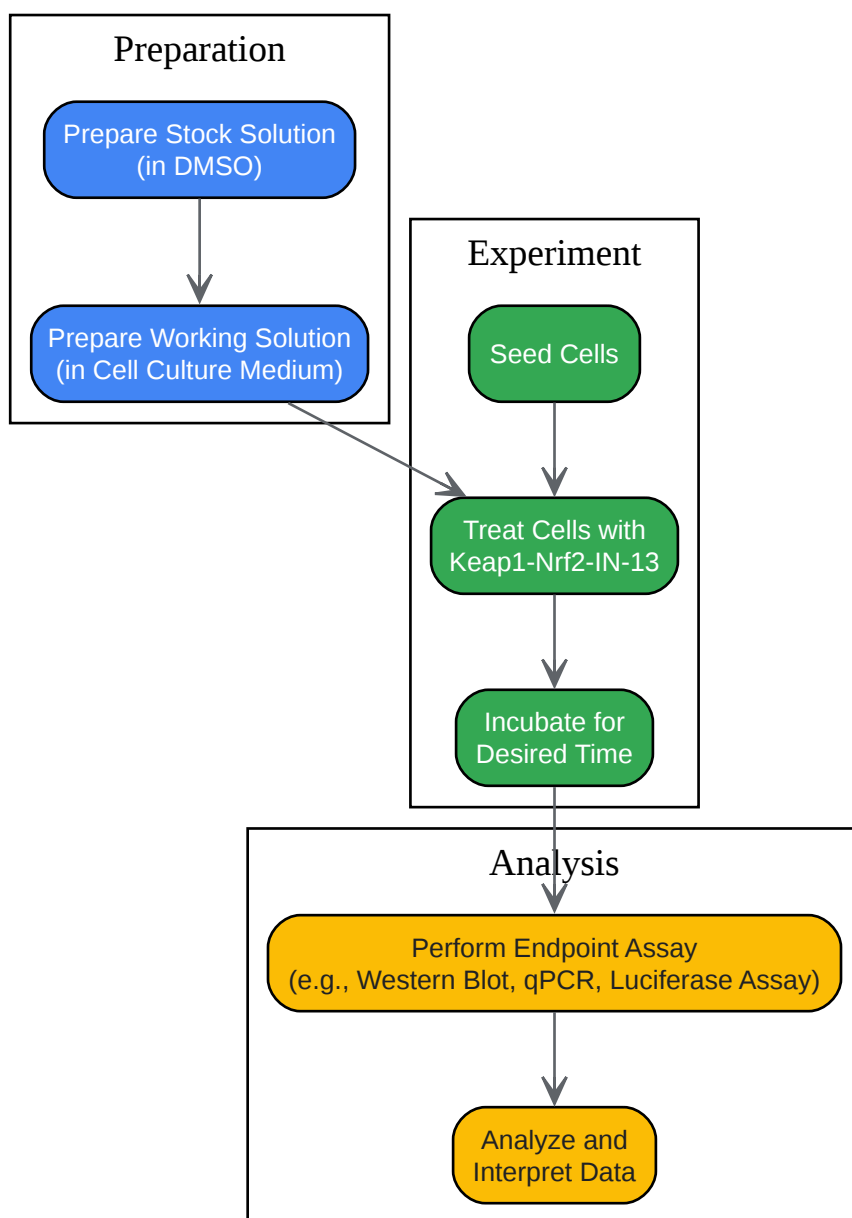 Preparation
Prepare Stock Solution
(in DMSO)
Prepare Working Solution
(in Cell Culture Medium)
Experiment
Seed Cells
Treat Cells with
Keap1-Nrf2-IN-13
Incubate for
Desired Time
Analysis
Perform Endpoint Assay
(e.g., Western Blot, qPCR, Luciferase Assay)
Analyze and
Interpret Data